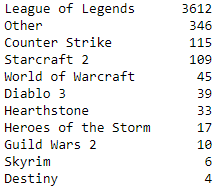 League of Legends 3612
Other 346
Counter Strike 115
Starcraft 2 109
World of Warcraft 45
Diablo 3 39
Hearthstone 33
Heroes of the Storm 17
Guild Wars 2 10
Skyrim 6
Destiny 4